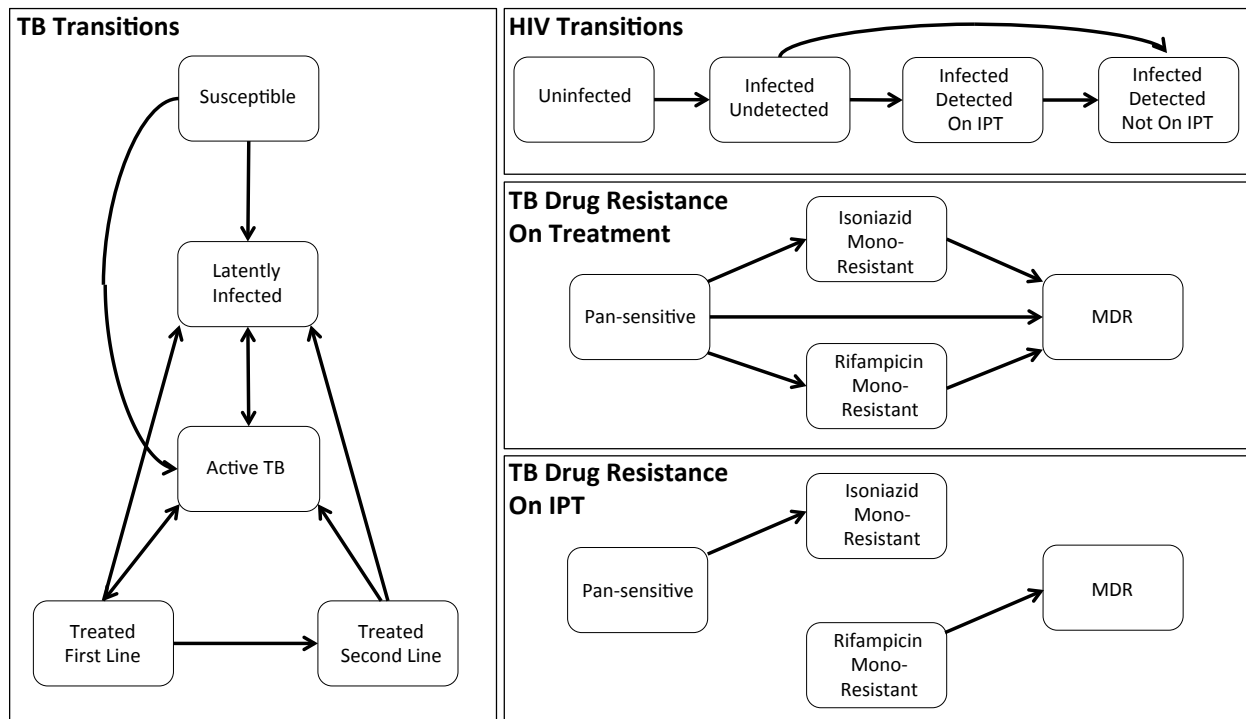 TB Transitions
Susceptible
Latently
Infected
Active TB
Treated
First Line
Treated
Second Line
HIV Transitions
Uninfected
Infected
Undetected
Infected
Detected
On IPT
Infected
Detected
Not On IPT
TB Drug Resistance
On Treatment
Pan-sensitive
Isoniazid
Mono-
Resistant
Rifampicin
Mono-
Resistant
MDR
TB Drug Resistance
On IPT
Pan-sensitive
Isoniazid
Mono-
Resistant
Rifampicin
Mono-
Resistant
MDR